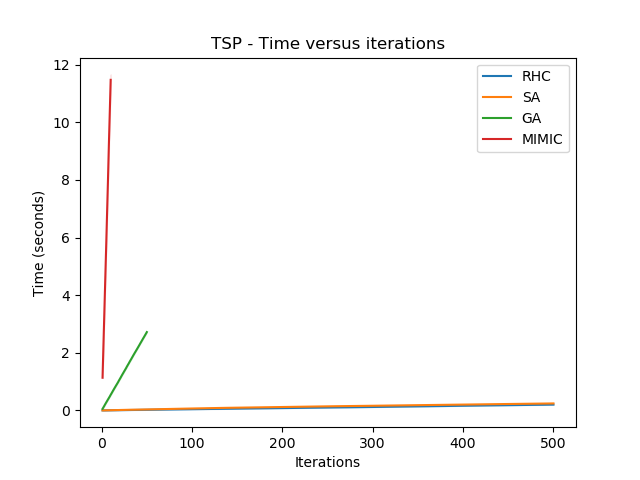 TSP - Time versus iterations
RHC
SA
GA
MIMIC
12
10
8
6
4
2
0
Time (seconds)
0 100 200 300 400 500
Iterations